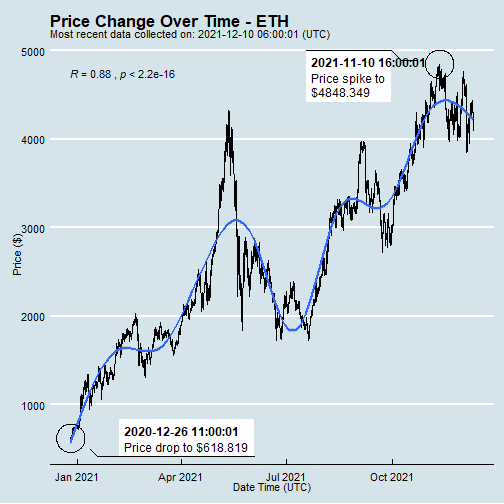 Price Change Over Time - ETH
Most recent data collected on: 2021-12-10 06:00:01 (UTC)
5000
R = 0.88 , p < 2.2e-16
2021-11-10 16:00:01
Price spike to
$4848.349
4000
3000
Price ($)
2000
1000
2020-12-26 11:00:01
Price drop to $618.819
Jan 2021
Apr 2021
Jul 2021
Oct 2021
Date Time (UTC)